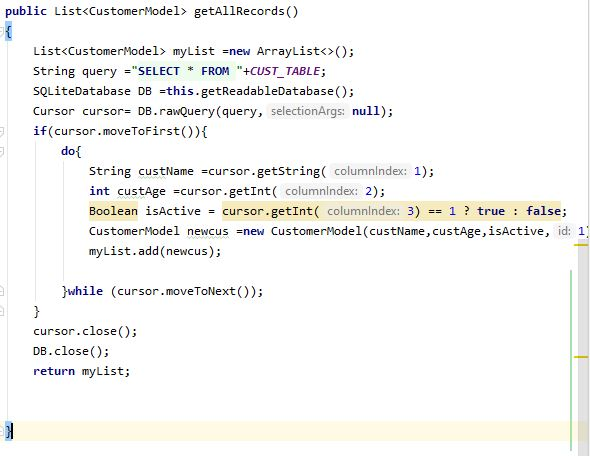 public List<CustomerModel> getAllRecords()
{
List<CustomerModel> myList =new ArrayList<>();
String query ="SELECT * FROM "+CUST_TABLE;
SQLiteDatabase DB =this.getReadableDatabase();
Cursor cursor= DB.rawQuery(query, selectionArgs: null);
if(cursor.moveToFirst()){
do{
String custName =cursor.getString( columnIndex: 1);
int custAge =cursor.getInt( columnIndex: 2);
Boolean isActive = cursor.getInt( columnIndex: 3) == 1 ? true : false;
CustomerModel newcus =new CustomerModel(custName,custAge,isActive, id: 1)
myList.add(newcus);
}while (cursor.moveToNext());
}
cursor.close();
DB.close();
return myList;
}